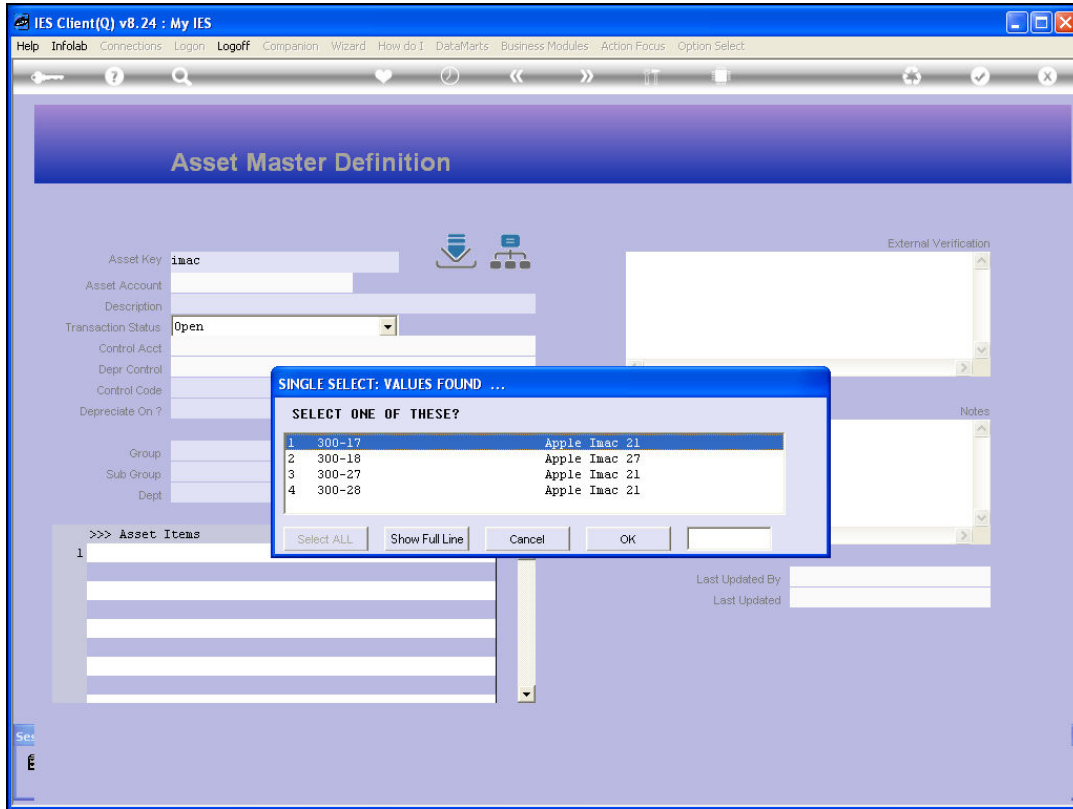 IES Client(Q) v8.24 : My IES
Help Infolab Connections Logon Logoff Companion Wizard How do I DataMarts Business Modules Action Focus Option Select
Asset Master Definition
External Verification
Asset Key imac
Asset Account
Description
Transaction Status Open
Control Acct
Depr Control
Control Code
Depreciate On ?
Notes
Group
Sub Group
Dept
SINGLE SELECT: VALUES FOUND ...
SELECT ONE OF THESE?
1 300-17 Apple Imac 21
2 300-18 Apple Imac 27
3 300-27 Apple Imac 21
4 300-28 Apple Imac 21
Select ALL Show Full Line Cancel OK
>>> Asset Items
1
Last Updated By
Last Updated